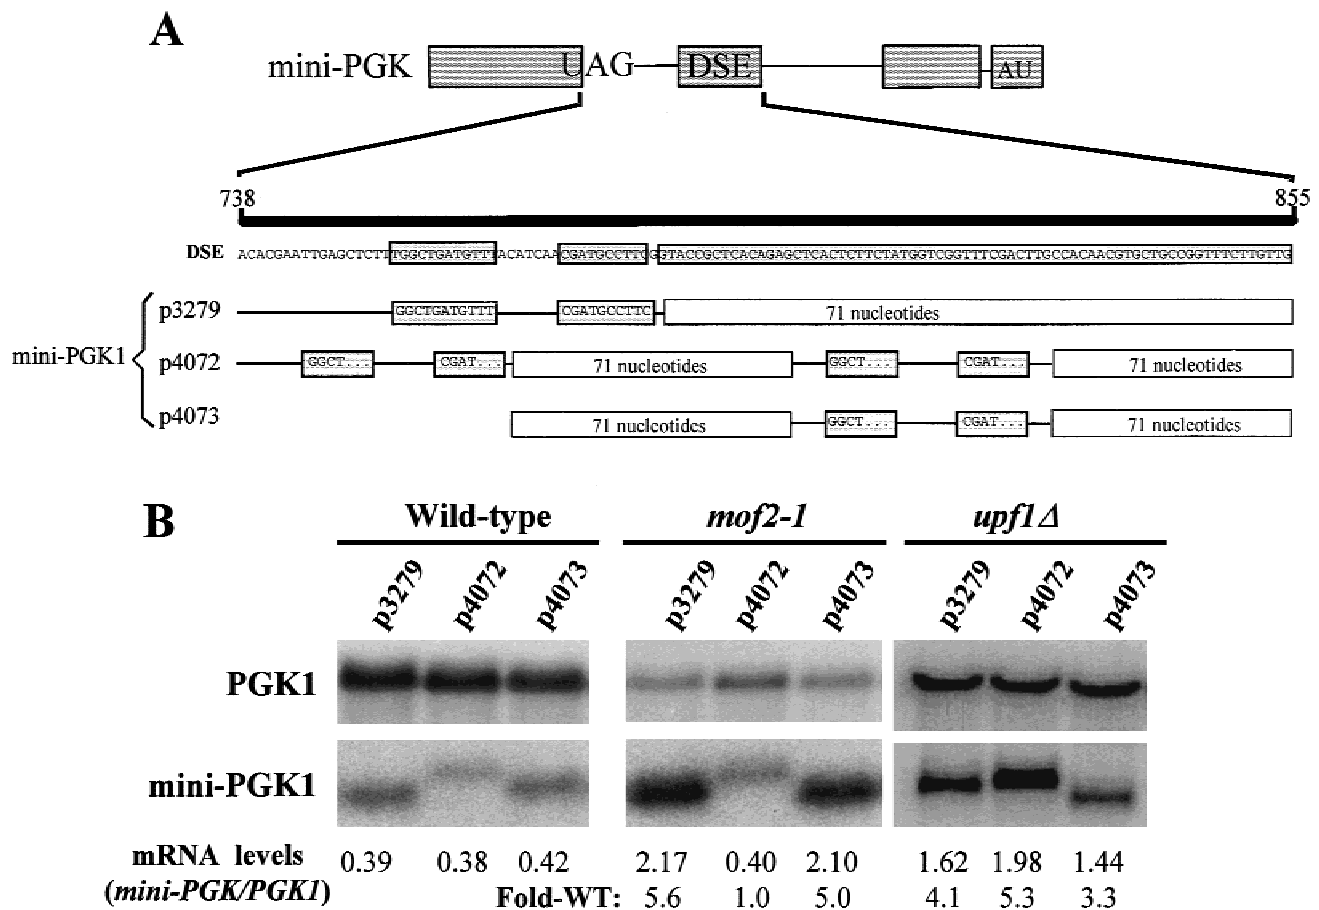 A
mini-PGK UAG DSE AU
738 855
DSE ACACGAATTGAGCTCTTTGGCTGATGTTTACATCAACGATGCCTTCGGTACCGCTCACAGAGCTCACTCTTCTATGGTCGGTTTCGACTTGCCACAACGTGCTGCCGGTTTCTTGTTG
p3279 GGCTGATGTTT CGATGCCTTC 71 nucleotides
mini-PGK1 p4072 GGCT... CGAT... 71 nucleotides GGCT... CGAT... 71 nucleotides
p4073 71 nucleotides GGCT... CGAT... 71 nucleotides
B
Wild-type mof2-1 upf1Δ
p3279 p4072 p4073 p3279 p4072 p4073 p3279 p4072 p4073
PGK1
mini-PGK1
mRNA levels 0.39 0.38 0.42 2.17 0.40 2.10 1.62 1.98 1.44
(mini-PGK/PGK1) Fold-WT: 5.6 1.0 5.0 4.1 5.3 3.3